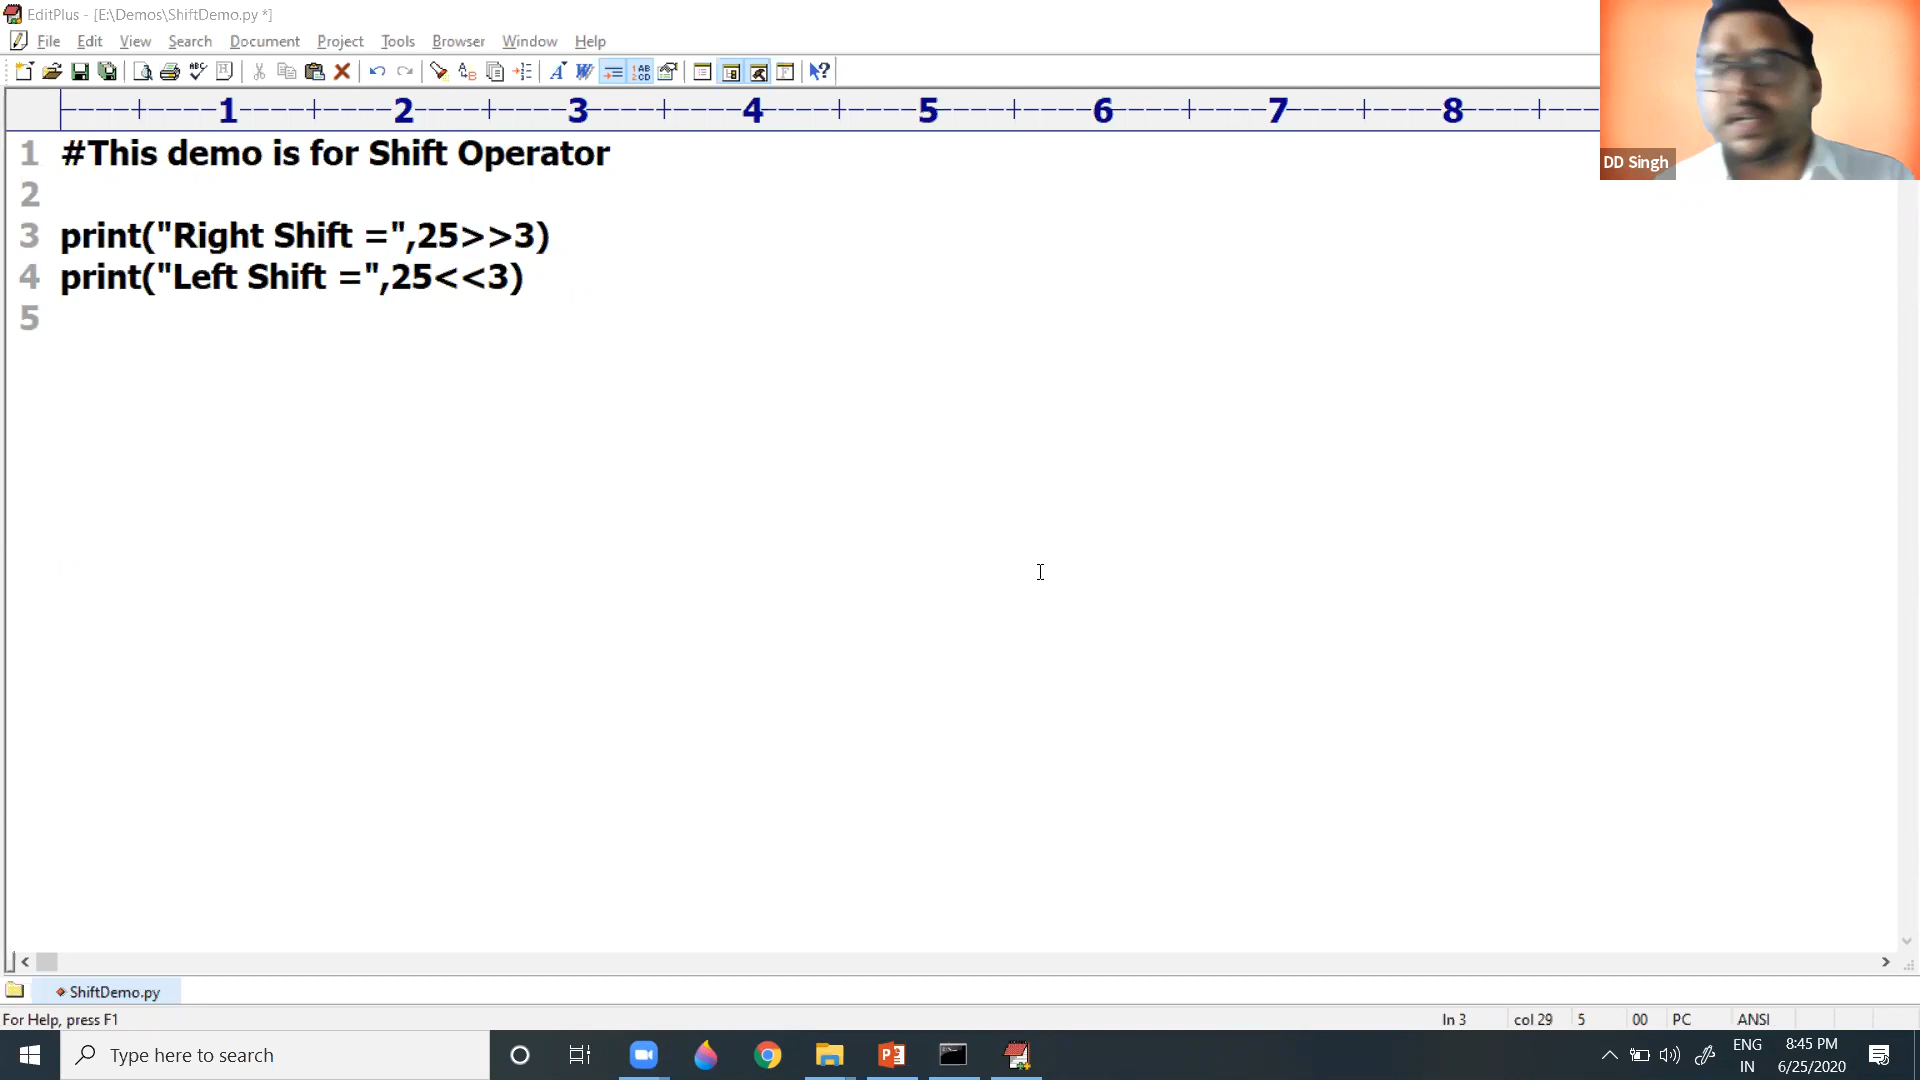 EditPlus - [E:\Demos\ShiftDemo.py *]
File Edit View Search Document Project Tools Browser Window Help
----+----1----+----2----+----3----+----4----+----5----+----6----+----7----+----8----+---
DD Singh
1 #This demo is for Shift Operator
2
3 print("Right Shift =",25>>3)
4 print("Left Shift =",25<<3)
5
ShiftDemo.py
For Help, press F1 ln 3 col 29 5 00 PC ANSI
Type here to search ENG 8:45 PM
IN 6/25/2020